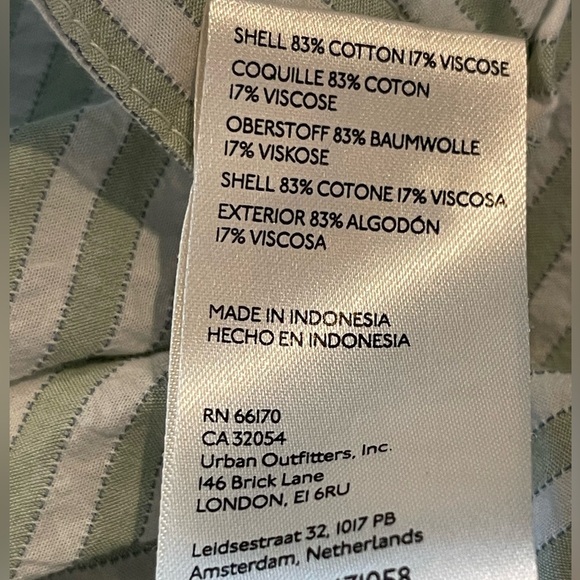 SHELL 83% COTTON 17% VISCOSE
COQUILLE 83% COTON
17% VISCOSE
OBERSTOFF 83% BAUMWOLLE
17% VISKOSE
SHELL 83% COTONE 17% VISCOSA
EXTERIOR 83% ALGODÓN
17% VISCOSA
MADE IN INDONESIA
HECHO EN INDONESIA
RN 66170
CA 32054
Urban Outfitters, Inc.
146 Brick Lane
LONDON, E1 6RU
Leidsestraat 32, 1017 PB
Amsterdam, Netherlands